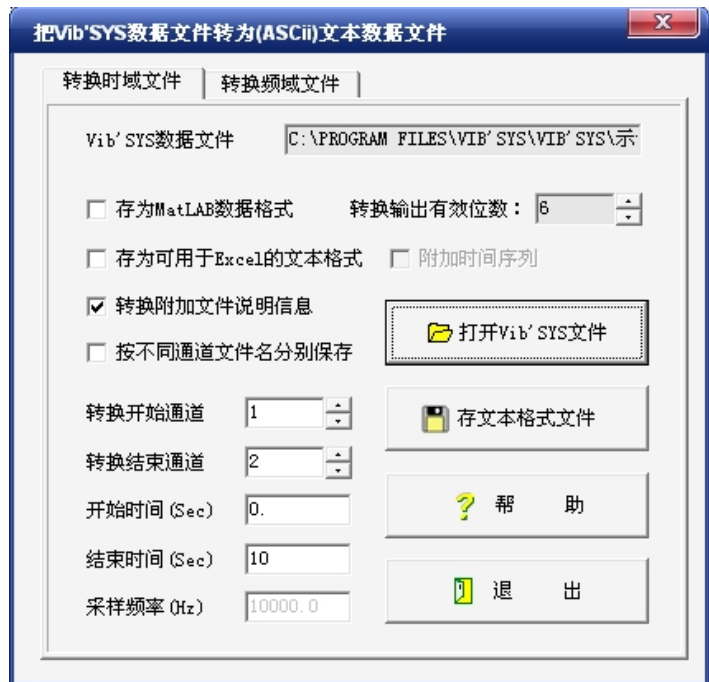 把Vib'SYS数据文件转为(ASCii)文本数据文件
转换时域文件 转换频域文件
Vib'SYS数据文件 C:\PROGRAM FILES\VIB'SYS\VIB'SYS\示
存为MatLAB数据格式 转换输出有效位数： 6
存为可用于Excel的文本格式 附加时间序列
转换附加文件说明信息
打开Vib'SYS文件
按不同通道文件名分别保存
转换开始通道 1
存文本格式文件
转换结束通道 2
开始时间(Sec) 0.
帮 助
结束时间(Sec) 10
退 出
采样频率(Hz) 10000.0